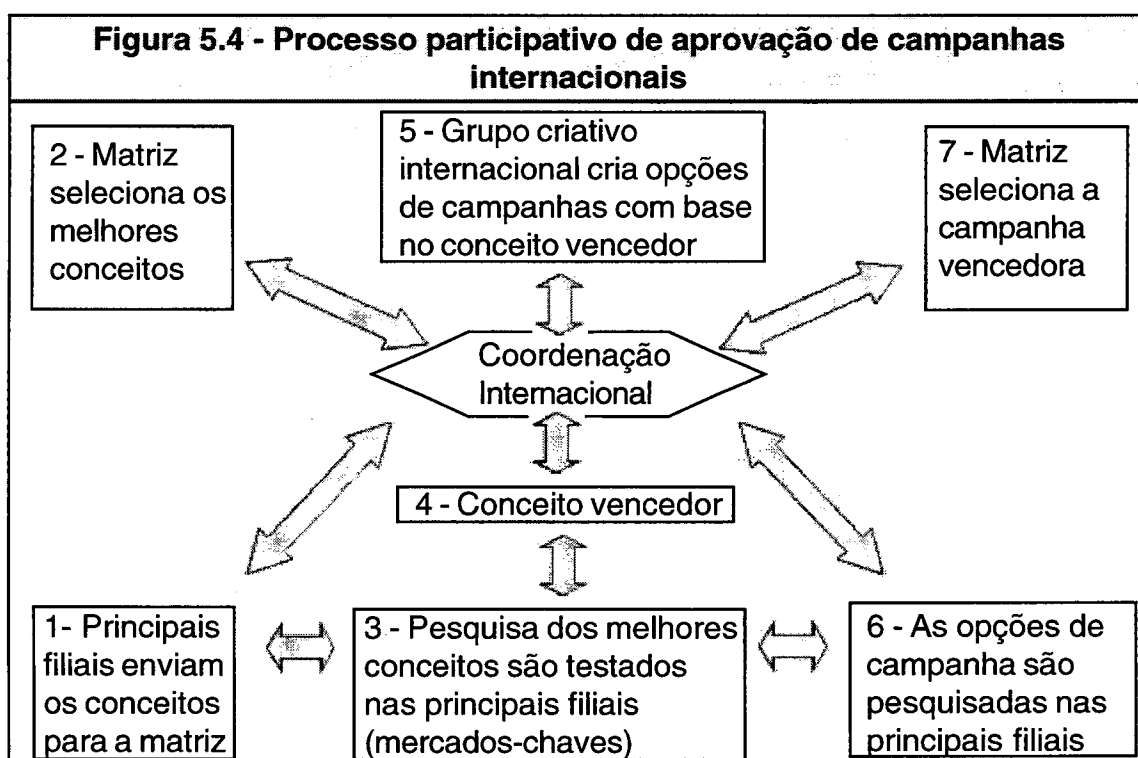 Figura 5.4 - Processo participativo de aprovação de campanhas
internacionais
2 - Matriz
seleciona os
melhores
conceitos
5 - Grupo criativo
internacional cria opções
de campanhas com base
no conceito vencedor
7 - Matriz
seleciona a
campanha
vencedora
Coordenação
Internacional
4 - Conceito vencedor
1- Principais
filiais enviam
os conceitos
para a matriz
3 - Pesquisa dos melhores
conceitos são testados
nas principais filiais
(mercados-chaves)
6 - As opções de
campanha são
pesquisadas nas
principais filiais